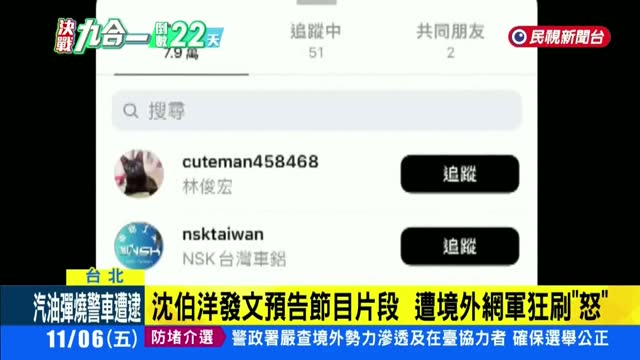 決戰九合一倒數22天
民視新聞台
追蹤中
共同朋友
7.9萬
51
2
搜尋
cuteman458468
林俊宏
追蹤
nsktaiwan
NSK台灣車鋁
追蹤
NSK
台北
汽油彈燒警車遭逮
沈伯洋發文預告節目片段 遭境外網軍狂刷"怒"
11/06(五)
防堵介選
警政署嚴查境外勢力滲透及在臺協力者 確保選舉公正